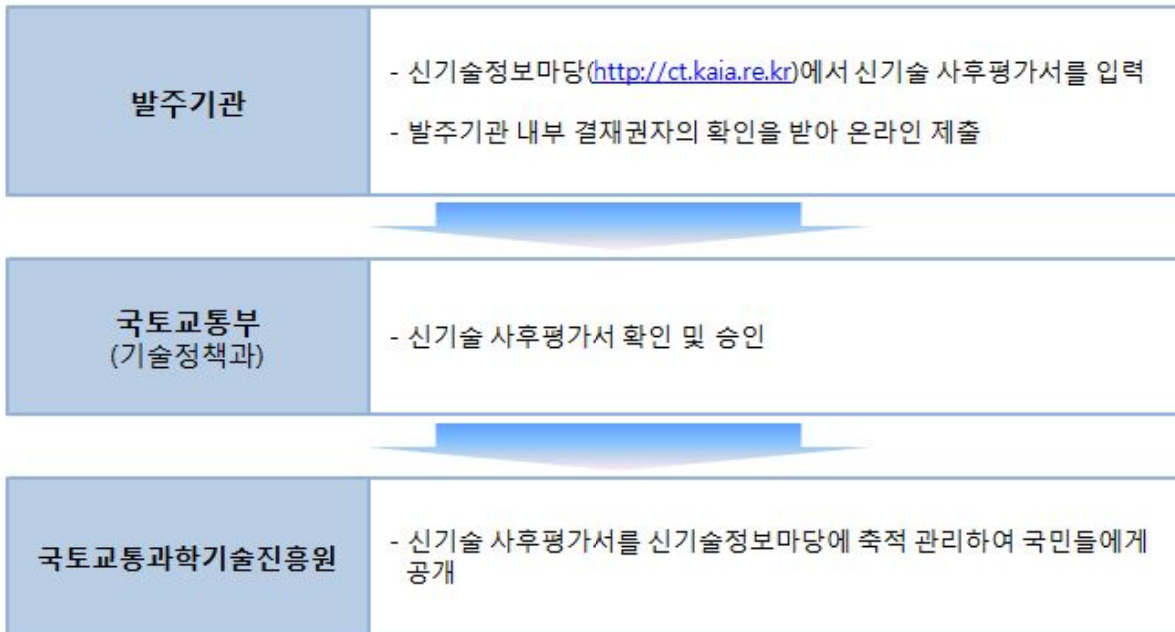 발주기관
- 신기술정보마당(http://ct.kaia.re.kr)에서 신기술 사후평가서를 입력
- 발주기관 내부 결재권자의 확인을 받아 온라인 제출
국토교통부
(기술정책과)
- 신기술 사후평가서 확인 및 승인
국토교통과학기술진흥원
- 신기술 사후평가서를 신기술정보마당에 축적 관리하여 국민들에게
공개